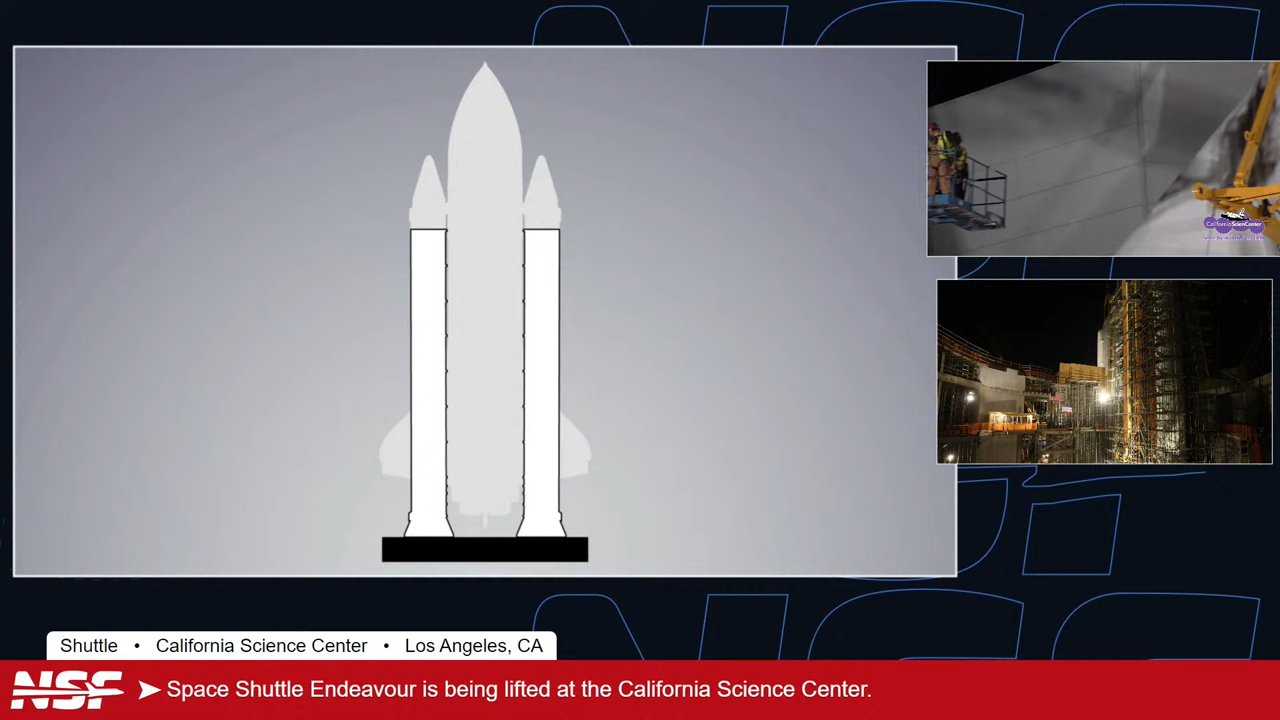 CaliforniaScienCenter
Shuttle • California Science Center • Los Angeles, CA
NSF
Space Shuttle Endeavour is being lifted at the California Science Center.